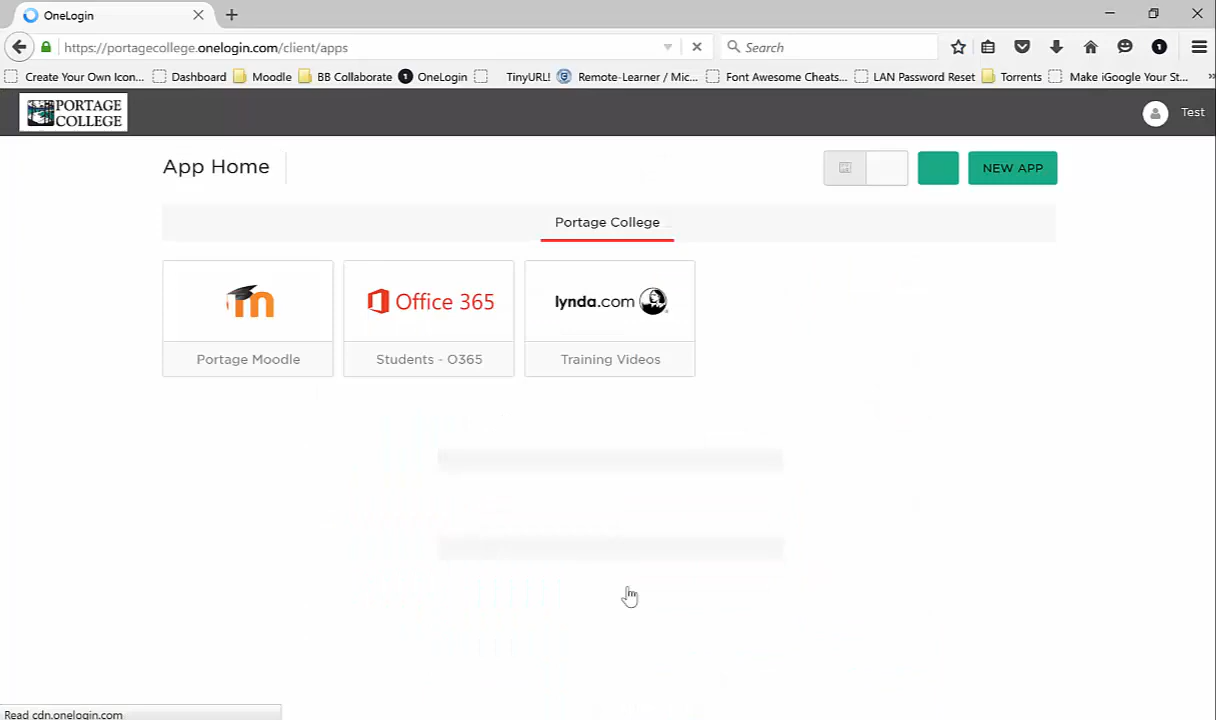 OneLogin
https://portagecollege.onelogin.com/client/apps
Search
Create Your Own Icon... Dashboard Moodle BB Collaborate 1 OneLogin TinyURL! Remote-Learner / Mic... Font Awesome Cheats... LAN Password Reset Torrents Make iGoogle Your St...
PORTAGE
COLLEGE
Test
App Home
NEW APP
Portage College
m Office 365 lynda.com
Portage Moodle Students - O365 Training Videos
Read cdn.onelogin.com